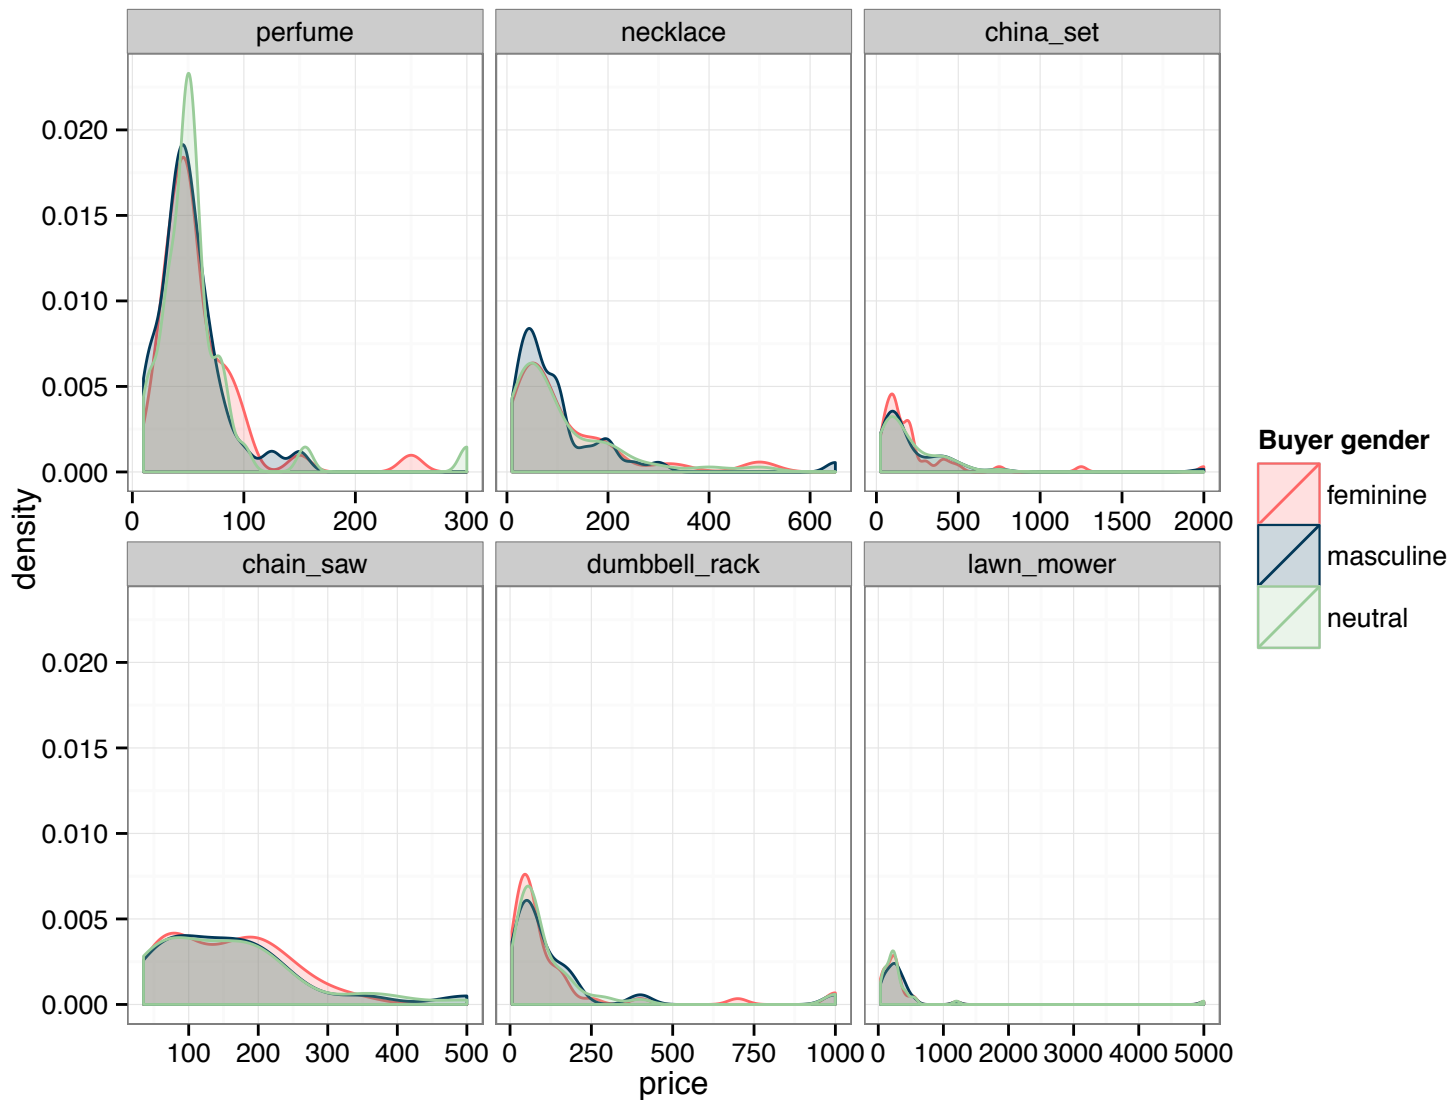 perfume necklace china_set
0.020
0.015
0.010
0.005
0.000
0 100 200 300 0 200 400 600 0 500 1000 1500 2000
chain_saw dumbbell_rack lawn_mower
0.020
0.015
0.010
0.005
0.000
100 200 300 400 500 0 250 500 750 1000 0 1000 2000 3000 4000 5000
density
price
Buyer gender
feminine
masculine
neutral